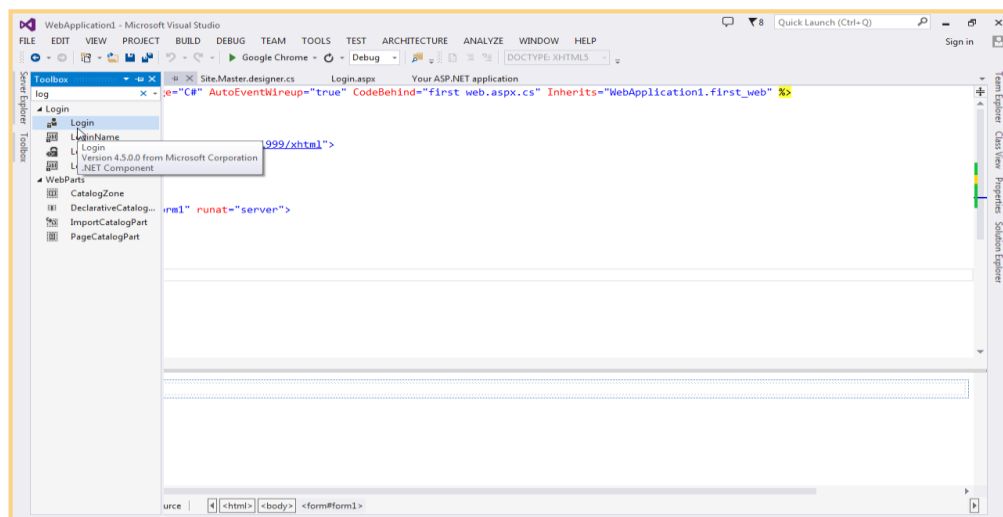 WebApplication1 - Microsoft Visual Studio
8
Quick Launch (Ctrl+Q)
FILE EDIT VIEW PROJECT BUILD DEBUG TEAM TOOLS TEST ARCHITECTURE ANALYZE WINDOW HELP
Sign in
Google Chrome
Debug
DOCTYPE: XHTML5
Server Explorer
Toolbox
Toolbox
log
Login
Login
LoginName
Lo
Lo
Login
Version 4.5.0.0 from Microsoft Corporation
.NET Component
WebParts
CatalogZone
DeclarativeCatalog...
ImportCatalogPart
PageCatalogPart
Site.Master.designer.cs
Login.aspx
Your ASP.NET application
e="C#" AutoEventWireup="true" CodeBehind="first web.aspx.cs" Inherits="WebApplication1.first_web" %>
999/xhtml">
rm1" runat="server">
urce
<html>
<body>
<form#form1>
Team Explorer
Class View
Properties
Solution Explorer